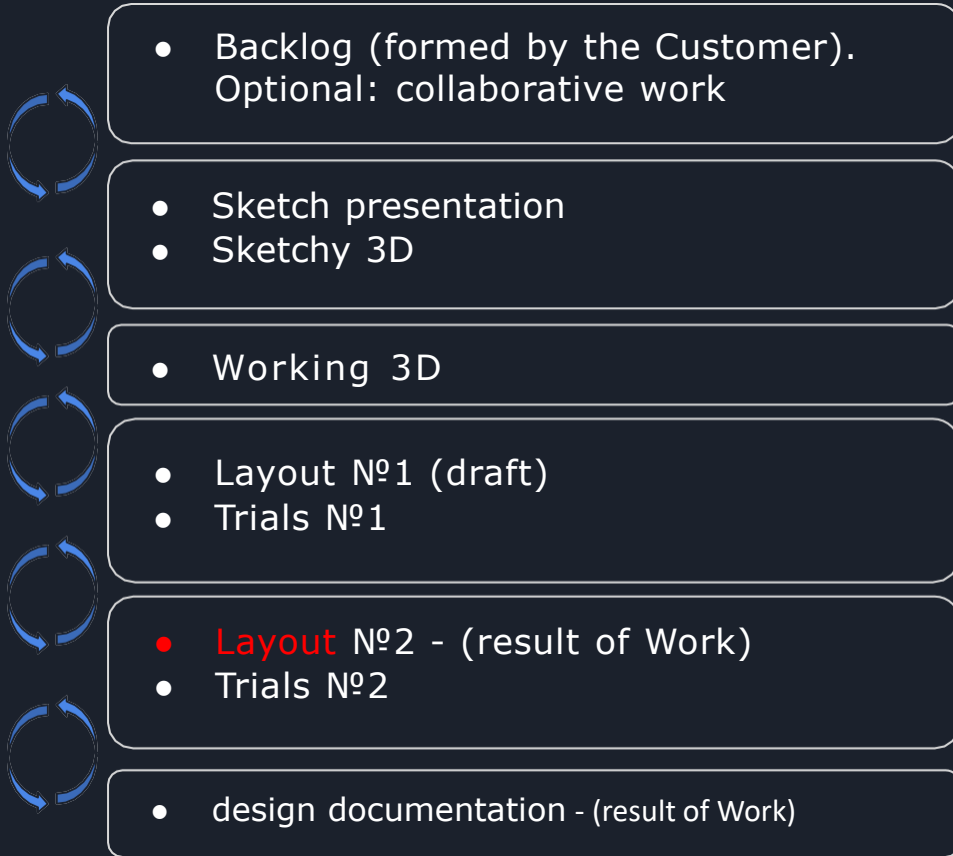 ● Backlog (formed by the Customer).
Optional: collaborative work
● Sketch presentation
● Sketchy 3D
● Working 3D
● Layout №1 (draft)
● Trials №1
● Layout №2 - (result of Work)
● Trials №2
● design documentation - (result of Work)